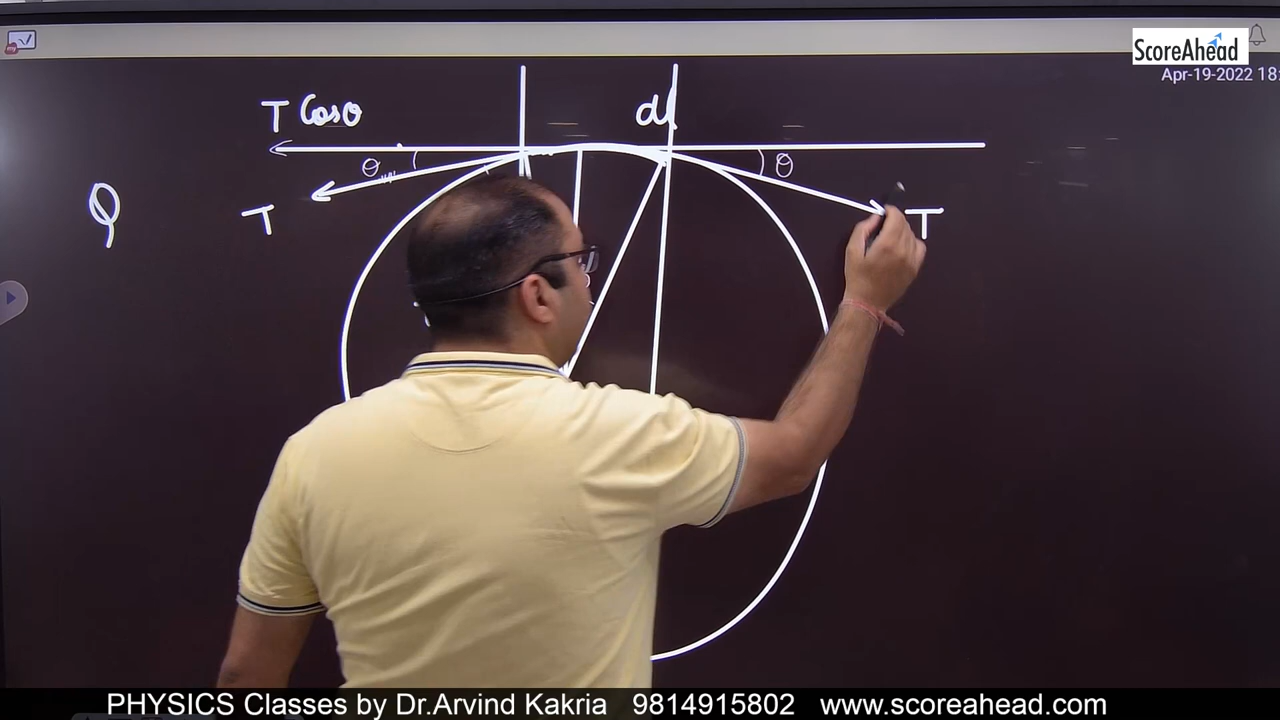 ScoreAhead
Apr-19-2022 18:
T Cosθ
dl
θ
θ
T
T
Q
PHYSICS Classes by Dr.Arvind Kakria 9814915802 www.scoreahead.com